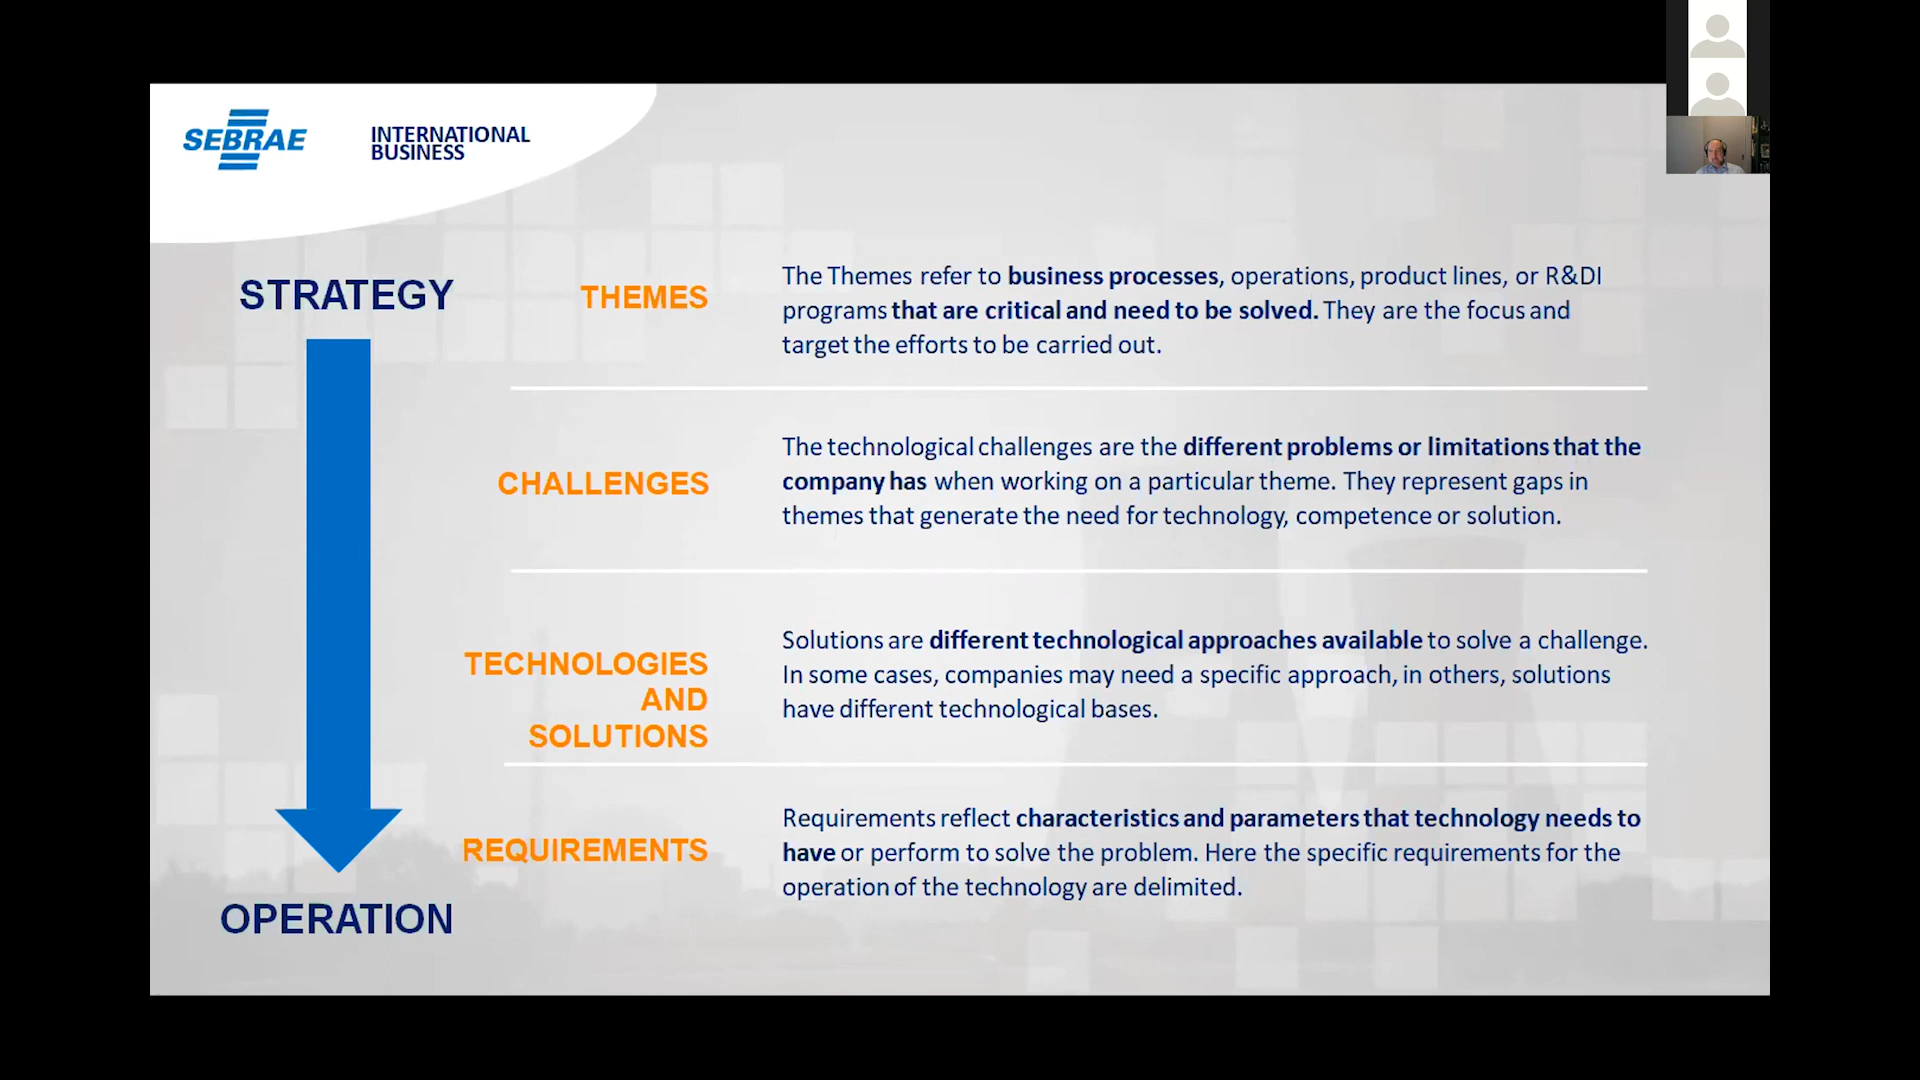 SEBRAE
INTERNATIONAL
BUSINESS
STRATEGY
THEMES
The Themes refer to business processes, operations, product lines, or R&DI
programs that are critical and need to be solved. They are the focus and
target the efforts to be carried out.
CHALLENGES
The technological challenges are the different problems or limitations that the
company has when working on a particular theme. They represent gaps in
themes that generate the need for technology, competence or solution.
TECHNOLOGIES
AND
SOLUTIONS
Solutions are different technological approaches available to solve a challenge.
In some cases, companies may need a specific approach, in others, solutions
have different technological bases.
REQUIREMENTS
Requirements reflect characteristics and parameters that technology needs to
have or perform to solve the problem. Here the specific requirements for the
operation of the technology are delimited.
OPERATION